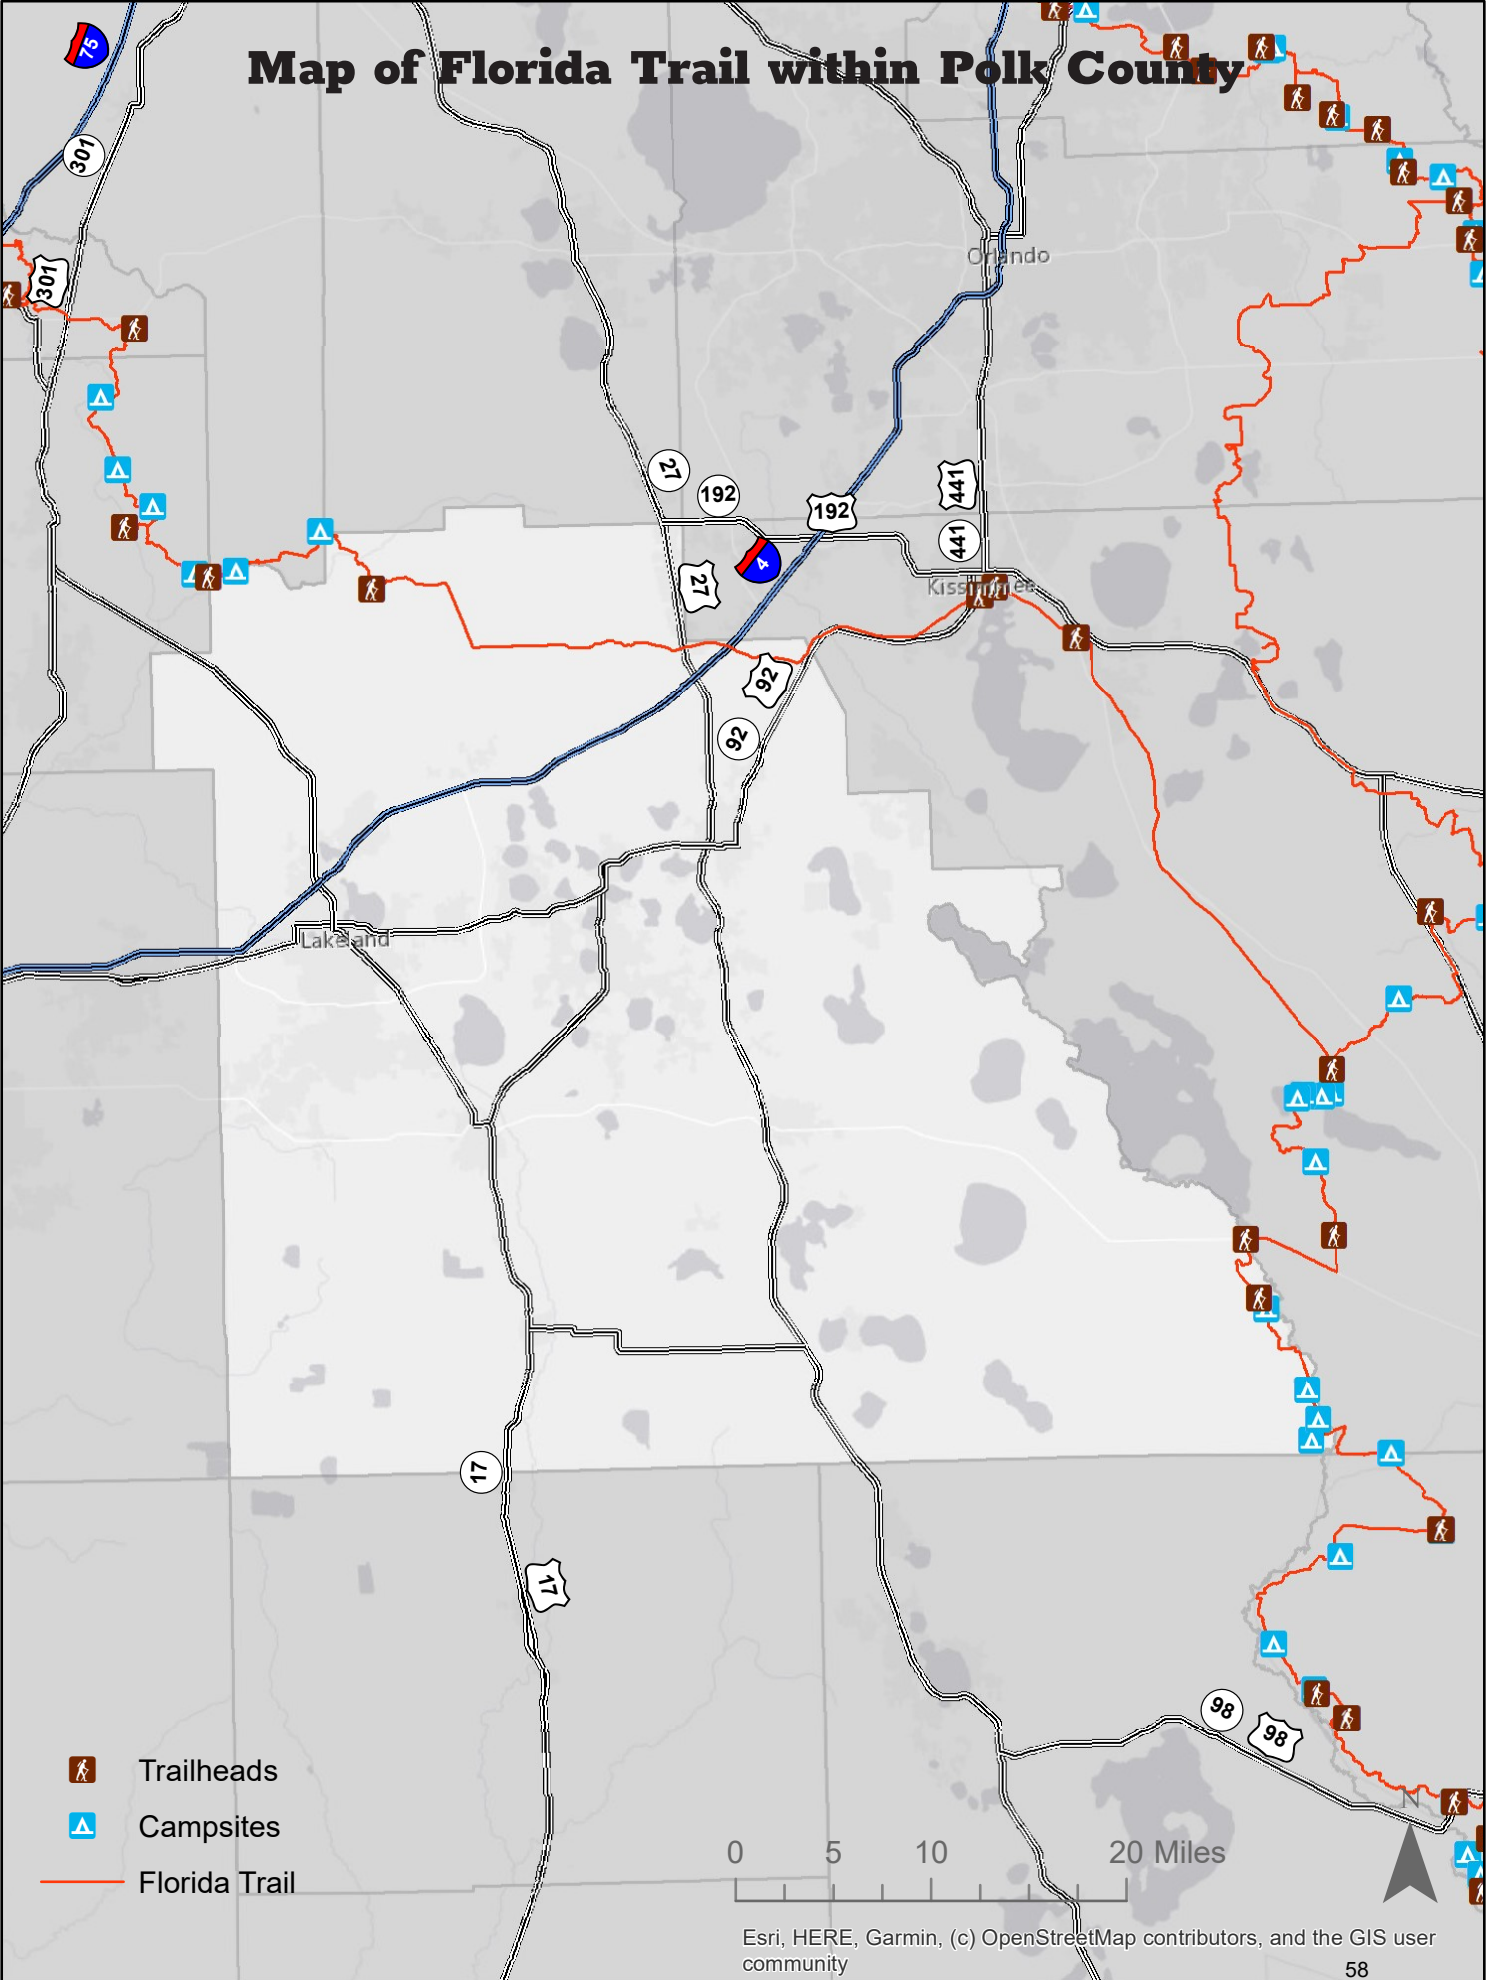 75
Map of Florida Trail within Polk County
301
301
Orlando
27
192
192
441
441
4
27
Kissimmee
92
92
Lakeland
17
17
98
98
Trailheads
Campsites
Florida Trail
N
0 5 10 20 Miles
Esri, HERE, Garmin, (c) OpenStreetMap contributors, and the GIS user
community
58